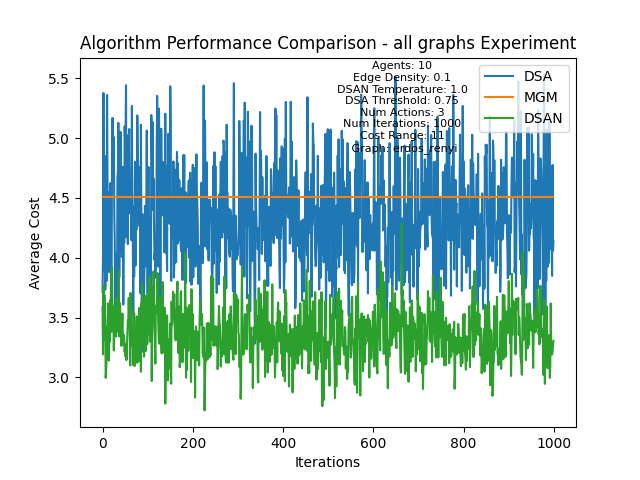 Algorithm Performance Comparison - all graphs Experiment
Agents: 10
Edge Density: 0.1
DSAN Temperature: 1.0
DSA Threshold: 0.75
Num Actions: 3
Num Iterations: 1000
Cost Range: 11
Graph: erdos_renyi
DSA
MGM
DSAN
Average Cost
5.5
5.0
4.5
4.0
3.5
3.0
0
200
400
600
800
1000
Iterations